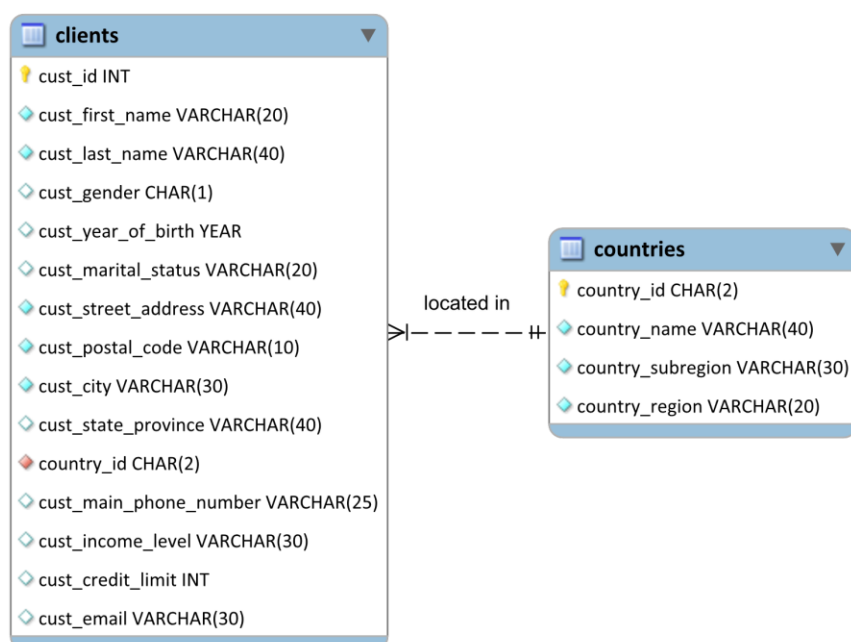 clients
cust_id INT
cust_first_name VARCHAR(20)
cust_last_name VARCHAR(40)
cust_gender CHAR(1)
cust_year_of_birth YEAR
cust_marital_status VARCHAR(20)
cust_street_address VARCHAR(40)
cust_postal_code VARCHAR(10)
cust_city VARCHAR(30)
cust_state_province VARCHAR(40)
country_id CHAR(2)
cust_main_phone_number VARCHAR(25)
cust_income_level VARCHAR(30)
cust_credit_limit INT
cust_email VARCHAR(30)
located in
countries
country_id CHAR(2)
country_name VARCHAR(40)
country_subregion VARCHAR(30)
country_region VARCHAR(20)